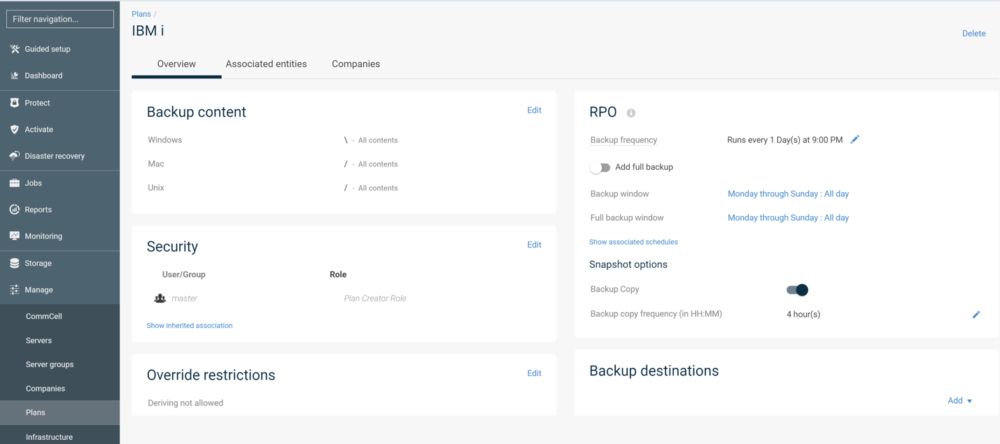 Filter navigation...
Guided setup
Dashboard
Protect
Activate
Disaster recovery
Jobs
Reports
Monitoring
Storage
Manage
CommCell
Servers
Server groups
Companies
Plans
Infrastructure
Plans /
IBM i
Delete
Overview Associated entities Companies
Backup content Edit
Windows \ - All contents
Mac / - All contents
Unix / - All contents
Security Edit
User/Group Role
master Plan Creator Role
Show inherited association
Override restrictions Edit
Deriving not allowed
RPO
Backup frequency Runs every 1 Day(s) at 9:00 PM
Add full backup
Backup window Monday through Sunday : All day
Full backup window Monday through Sunday : All day
Show associated schedules
Snapshot options
Backup Copy
Backup copy frequency (in HH:MM) 4 hour(s)
Backup destinations
Add